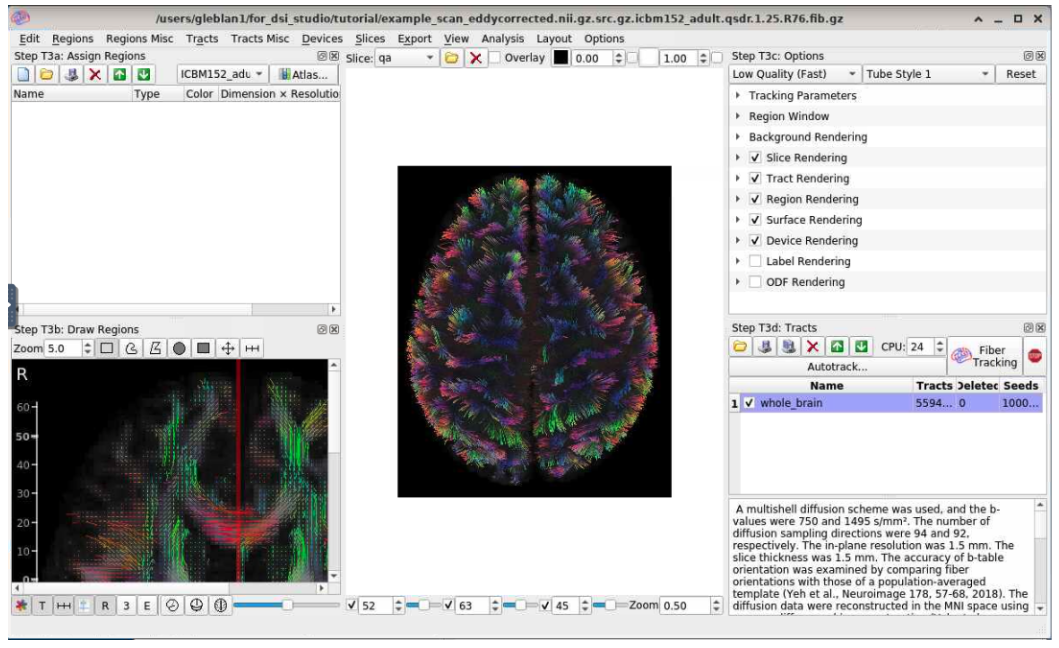 /users/gleblan1/for_dsi_studio/tutorial/example_scan_eddycorrected.nii.gz.src.gz.icbm152_adult.qsdr.1.25.R76.fib.gz
Edit Regions Regions Misc Tracts Tracts Misc Devices Slices Export View Analysis Layout Options
Step T3a: Assign Regions
ICBM152_adu Atlas...
Name Type Color Dimension × Resolutio
Slice: qa Overlay 0.00 1.00
Step T3c: Options
Low Quality (Fast) Tube Style 1 Reset
Tracking Parameters
Region Window
Background Rendering
Slice Rendering
Tract Rendering
Region Rendering
Surface Rendering
Device Rendering
Label Rendering
ODF Rendering
Step T3b: Draw Regions
Zoom 5.0
R
60
50
40
30
20
10
0
T R 3 E
52 63 45 Zoom 0.50
Step T3d: Tracts
CPU: 24 Fiber Tracking
Autotrack...
Name Tracts Deletec Seeds
1 whole_brain 5594... 0 1000...
A multishell diffusion scheme was used, and the b-
values were 750 and 1495 s/mm². The number of
diffusion sampling directions were 94 and 92,
respectively. The in-plane resolution was 1.5 mm. The
slice thickness was 1.5 mm. The accuracy of b-table
orientation was examined by comparing fiber
orientations with those of a population-averaged
template (Yeh et al., Neuroimage 178, 57-68, 2018). The
diffusion data were reconstructed in the MNI space using